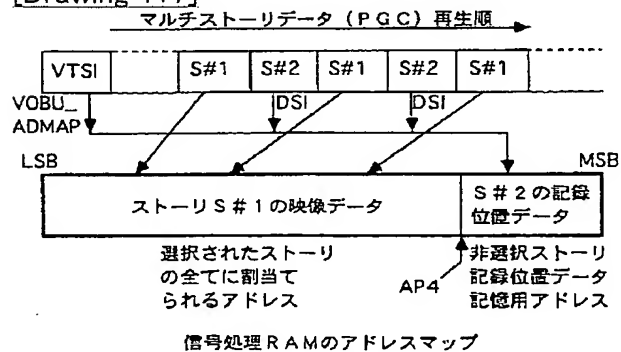 [Drawing 11]
マルチストーリデータ（ＰＧＣ）再生順
VTSI S#1 S#2 S#1 S#2 S#1
VOBU_
ADMAP
DSI DSI
LSB MSB
ストーリＳ＃１の映像データ
Ｓ＃２の記録
位置データ
選択されたストーリ
の全てに割当て
られるアドレス
AP4
非選択ストーリ
記録位置データ
記憶用アドレス
信号処理ＲＡＭのアドレスマップ